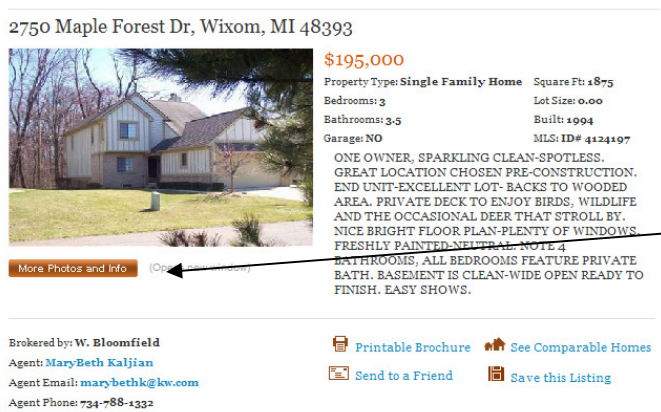 2750 Maple Forest Dr, Wixom, MI 48393
$195,000
Property Type: Single Family Home Square Ft: 1875
Bedrooms: 3 Lot Size: 0.00
Bathrooms: 3.5 Built: 1994
Garage: NO MLS: ID# 4124197
ONE OWNER, SPARKLING CLEAN-SPOTLESS.
GREAT LOCATION CHOSEN PRE-CONSTRUCTION.
END UNIT-EXCELLENT LOT- BACKS TO WOODED
AREA. PRIVATE DECK TO ENJOY BIRDS, WILDLIFE
AND THE OCCASIONAL DEER THAT STROLL BY.
NICE BRIGHT FLOOR PLAN-PLENTY OF WINDOWS.
FRESHLY PAINTED-NEUTRAL. NOTE 4
BATHROOMS, ALL BEDROOMS FEATURE PRIVATE
BATH. BASEMENT IS CLEAN-WIDE OPEN READY TO
FINISH. EASY SHOWS.
More Photos and Info (Open new window)
Brokered by: W. Bloomfield
Agent: MaryBeth Kaljian
Agent Email: marybethk@kw.com
Agent Phone: 734-788-1332
Printable Brochure See Comparable Homes
Send to a Friend Save this Listing